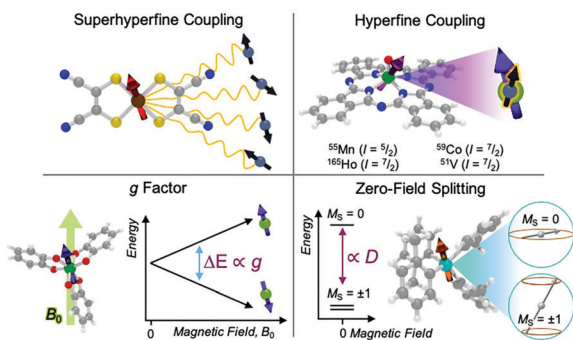 Superhyperfine Coupling
Hyperfine Coupling
⁵⁵Mn (I = ⁵/₂)
⁵⁹Co (I = ⁷/₂)
¹⁶⁵Ho (I = ⁷/₂)
⁵¹V (I = ⁷/₂)
g Factor
B₀
Energy
ΔE ∝ g
0
Magnetic Field, B₀
Zero-Field Splitting
Energy
Mₛ = 0
∝ D
Mₛ = ±1
0
Magnetic Field
Mₛ = 0
Mₛ = ±1